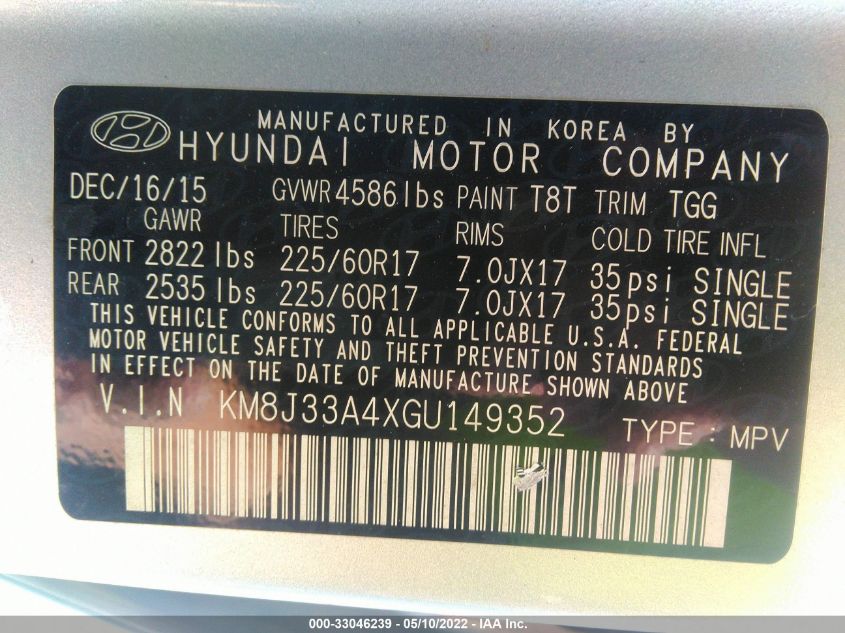 MANUFACTURED IN KOREA BY
HYUNDAI MOTOR COMPANY
DEC/16/15 GVWR 4586 lbs PAINT T8T TRIM TGG
GAWR TIRES RIMS COLD TIRE INFL
FRONT 2822 lbs 225/60R17 7.0JX17 35psi SINGLE
REAR 2535 lbs 225/60R17 7.0JX17 35psi SINGLE
THIS VEHICLE CONFORMS TO ALL APPLICABLE U.S.A. FEDERAL
MOTOR VEHICLE SAFETY AND THEFT PREVENTION STANDARDS
IN EFFECT ON THE DATE OF MANUFACTURE SHOWN ABOVE
V.I.N KM8J33A4XGU149352 TYPE : MPV
000-33046239 - 05/10/2022 - IAA Inc.